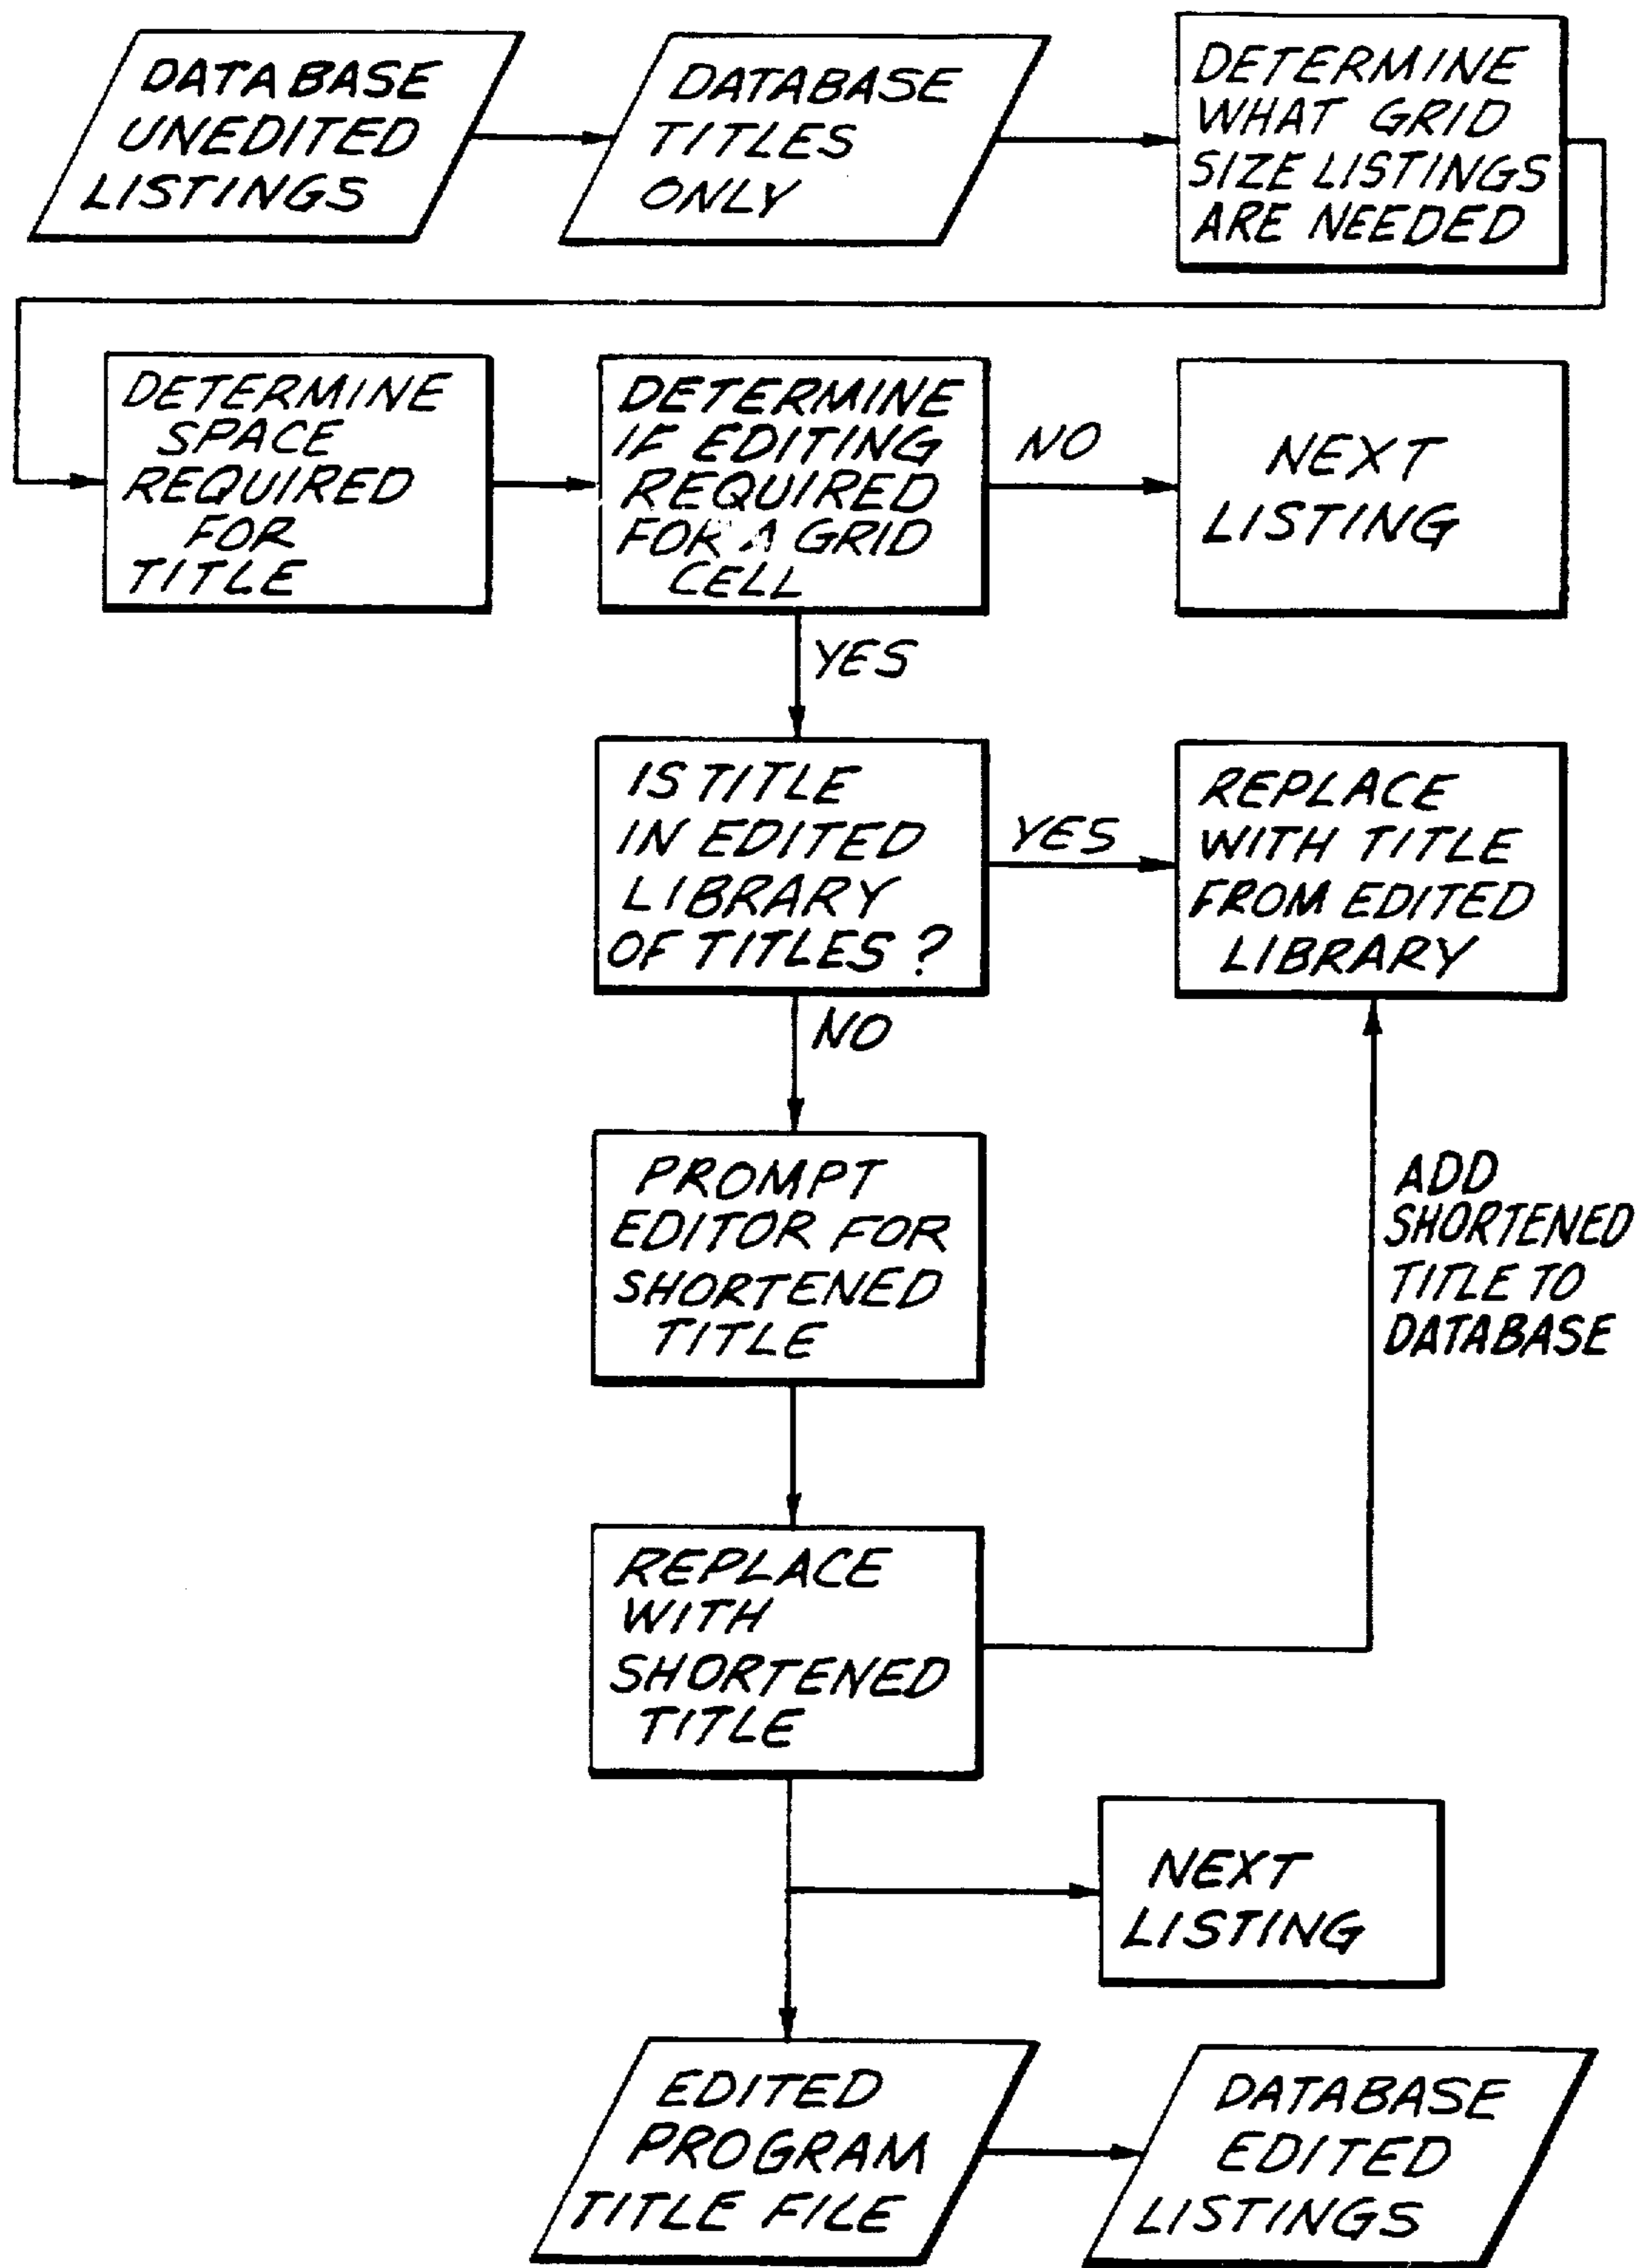 DATABASE
UNEDITED
LISTINGS
DATABASE
TITLES
ONLY
DETERMINE
WHAT GRID
SIZE LISTINGS
ARE NEEDED
DETERMINE
SPACE
REQUIRED
FOR
TITLE
DETERMINE
IF EDITING
REQUIRED
FOR A GRID
CELL
NO
NEXT
LISTING
YES
IS TITLE
IN EDITED
LIBRARY
OF TITLES ?
YES
REPLACE
WITH TITLE
FROM EDITED
LIBRARY
NO
PROMPT
EDITOR FOR
SHORTENED
TITLE
ADD
SHORTENED
TITLE TO
DATABASE
REPLACE
WITH
SHORTENED
TITLE
NEXT
LISTING
EDITED
PROGRAM
TITLE FILE
DATABASE
EDITED
LISTINGS